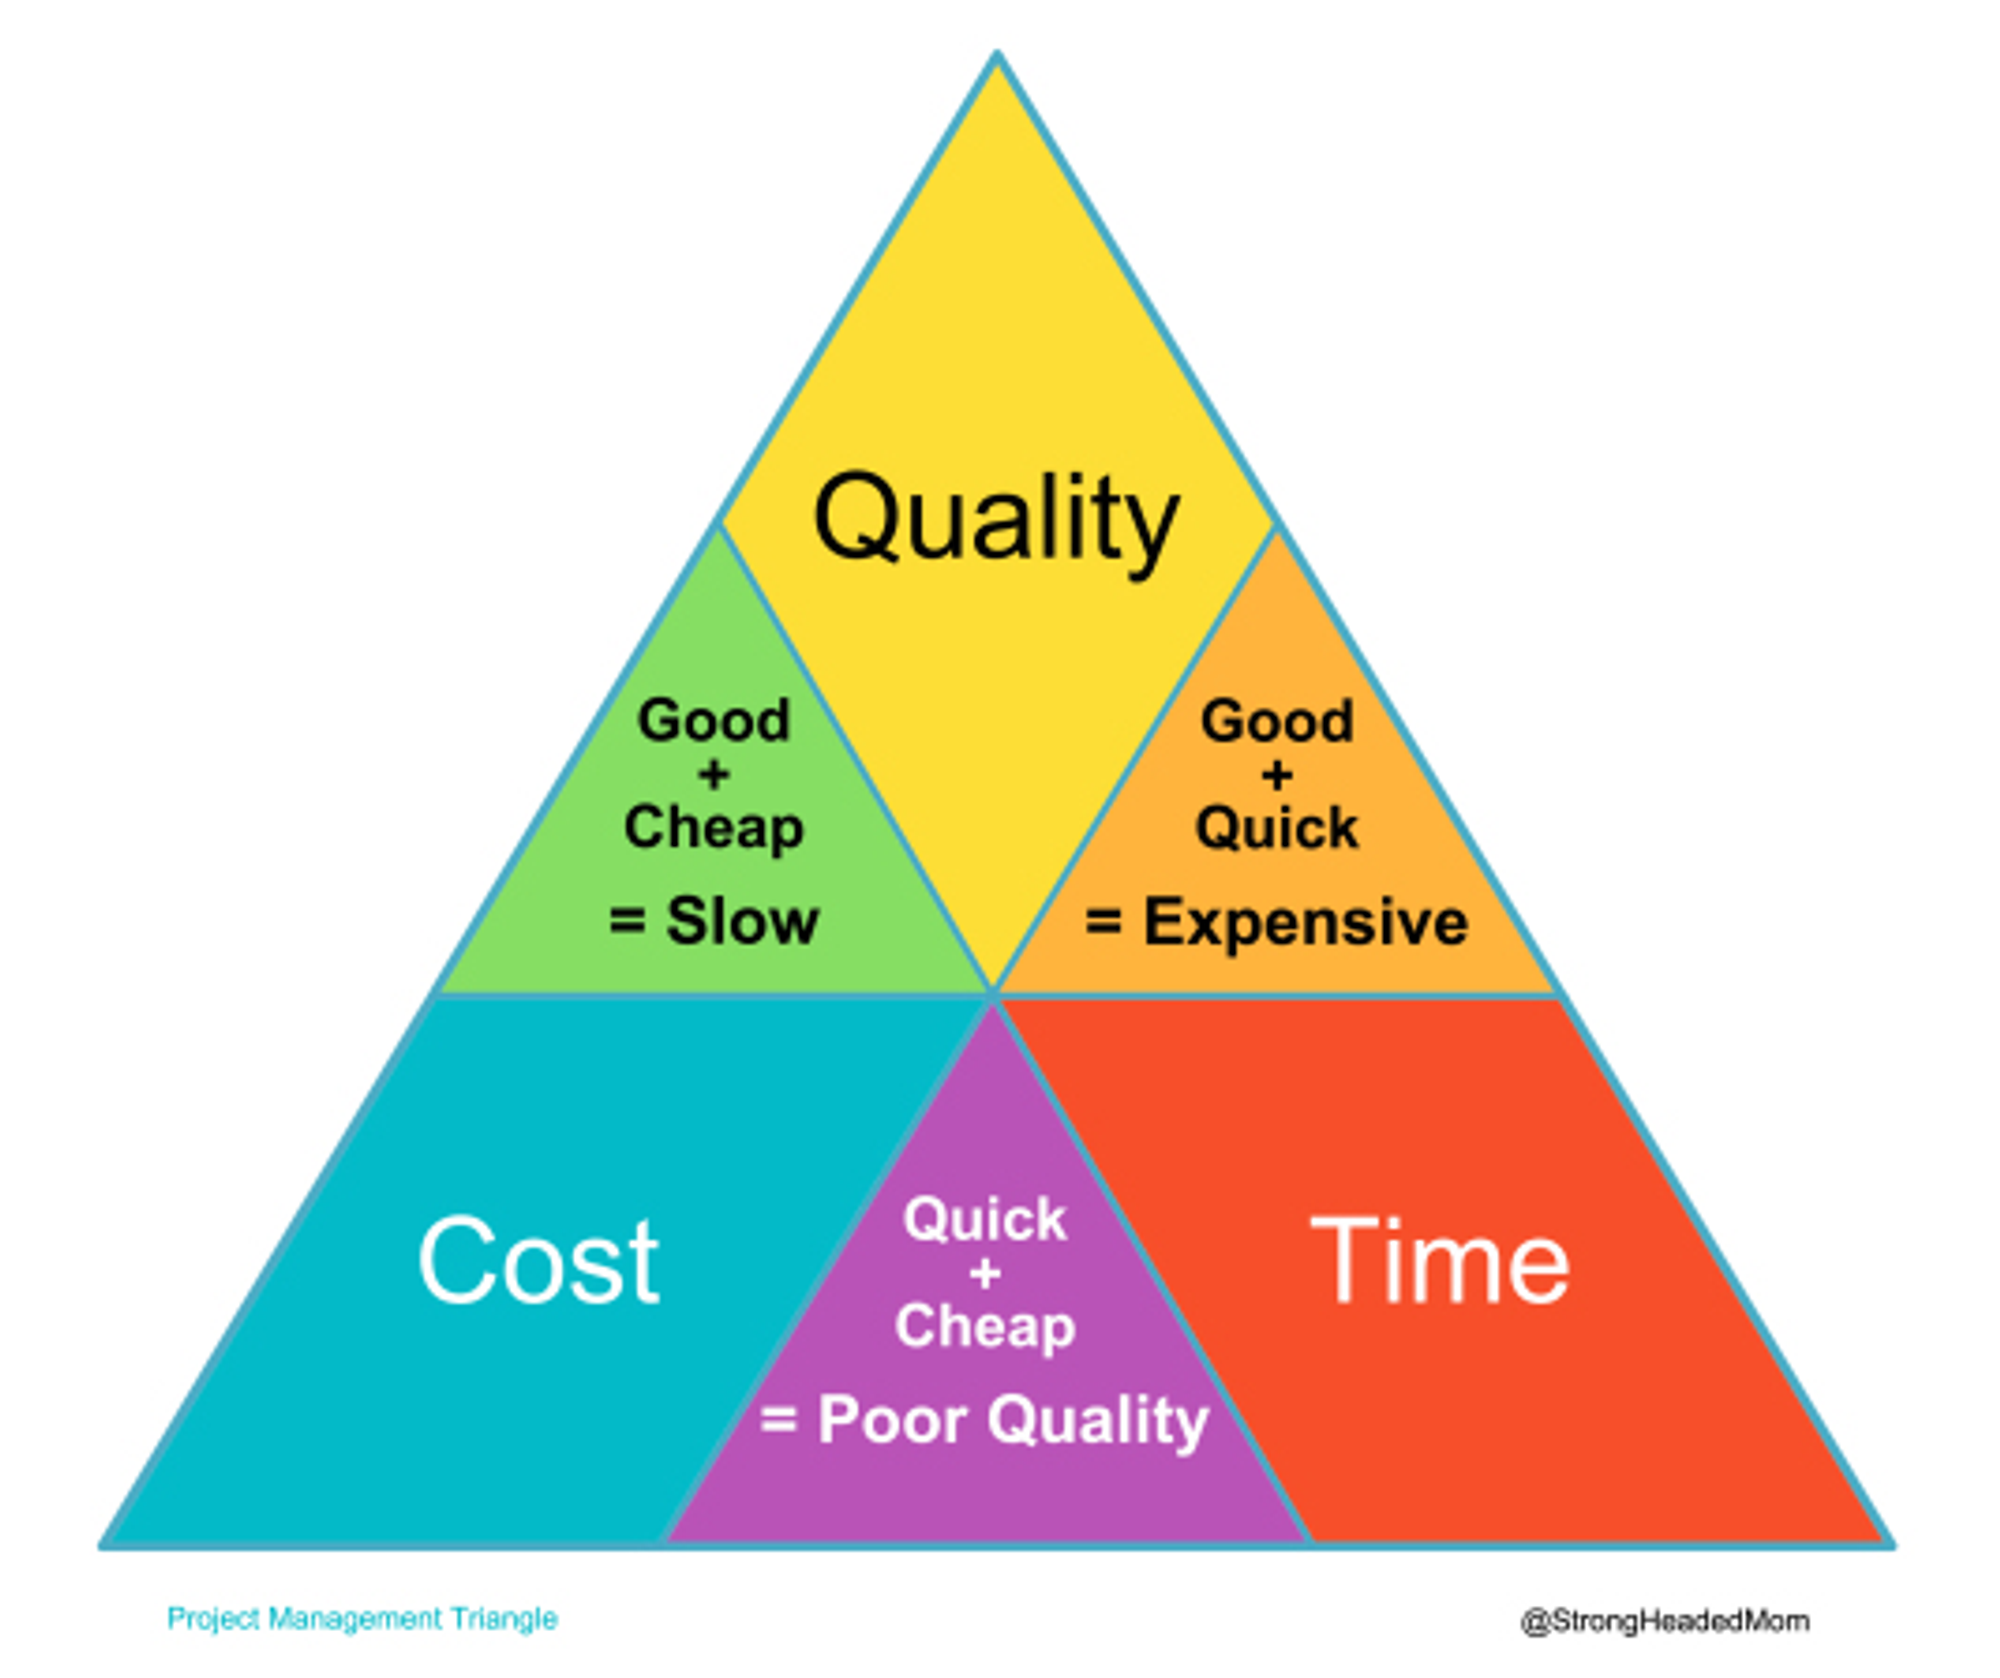 Quality
Good
+
Cheap
= Slow
Good
+
Quick
= Expensive
Cost
Quick
+
Cheap
= Poor Quality
Time
Project Management Triangle
@StrongHeadedMom